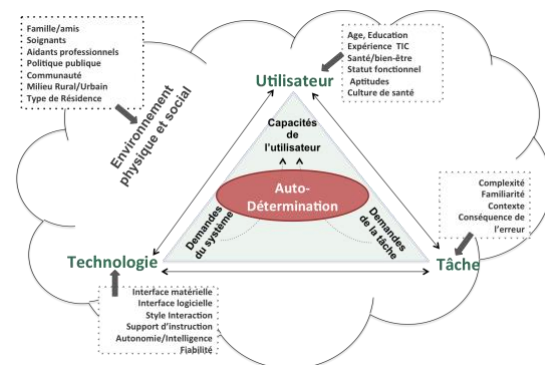 Famille/amis
Soignants
Aidants professionnels
Politique publique
Communauté
Milieu Rural/Urbain
Type de Résidence
Environnement
physique et social
Age, Education
Expérience TIC
Santé/bien-être
Statut fonctionnel
Aptitudes
Culture de santé
Utilisateur
Capacités
de
l'utilisateur
Auto-
Détermination
Demandes
du système
Demandes
de la tâche
Complexité
Familiarité
Contexte
Conséquence de
l'erreur
Technologie
Tâche
Interface matérielle
Interface logicielle
Style Interaction
Support d'instruction
Autonomie/Intelligence
Fiabilité